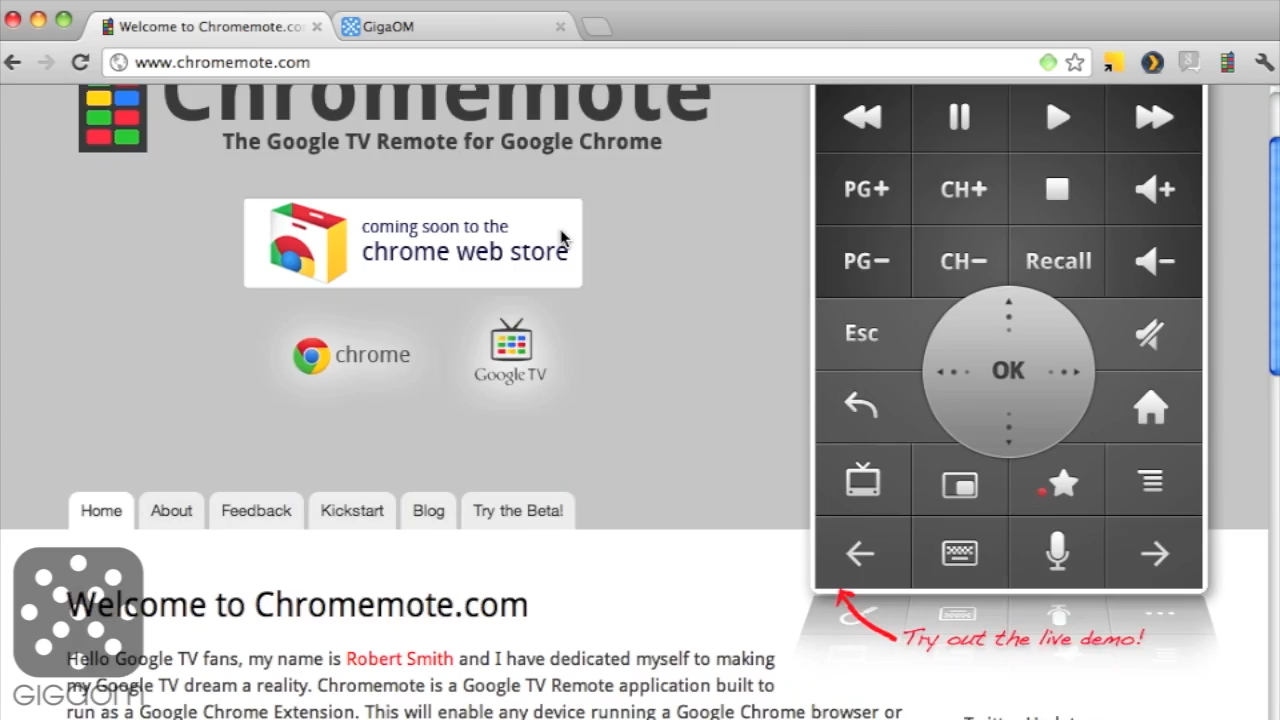 Welcome to Chromemote.co
GigaOM
www.chromemote.com
Chromemote
The Google TV Remote for Google Chrome
coming soon to the
chrome web store
chrome
Google TV
PG+ CH+
PG− CH− Recall
Esc
OK
Home About Feedback Kickstart Blog Try the Beta!
Welcome to Chromemote.com
Try out the live demo!
Hello Google TV fans, my name is Robert Smith and I have dedicated myself to making
my Google TV dream a reality. Chromemote is a Google TV Remote application built to
run as a Google Chrome Extension. This will enable any device running a Google Chrome browser or
GIGAOM